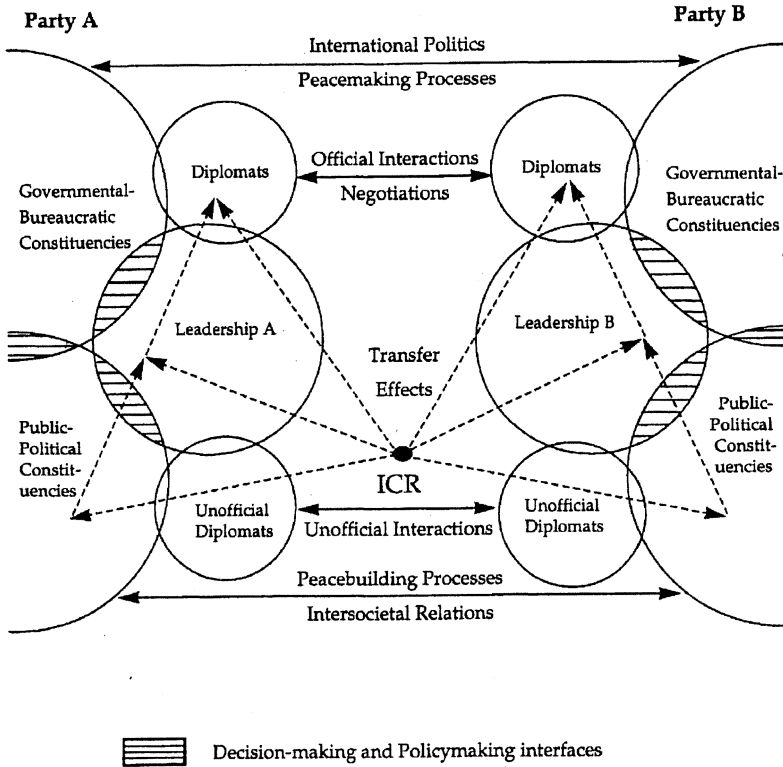 Party A
Party B
International Politics
Peacemaking Processes
Diplomats
Official Interactions
Negotiations
Diplomats
Governmental-
Bureaucratic
Constituencies
Governmental-
Bureaucratic
Constituencies
Leadership A
Leadership B
Transfer
Effects
Public-
Political
Constit-
uencies
Public-
Political
Constit-
uencies
ICR
Unofficial
Diplomats
Unofficial Interactions
Unofficial
Diplomats
Peacebuilding Processes
Intersocietal Relations
Decision-making and Policymaking interfaces